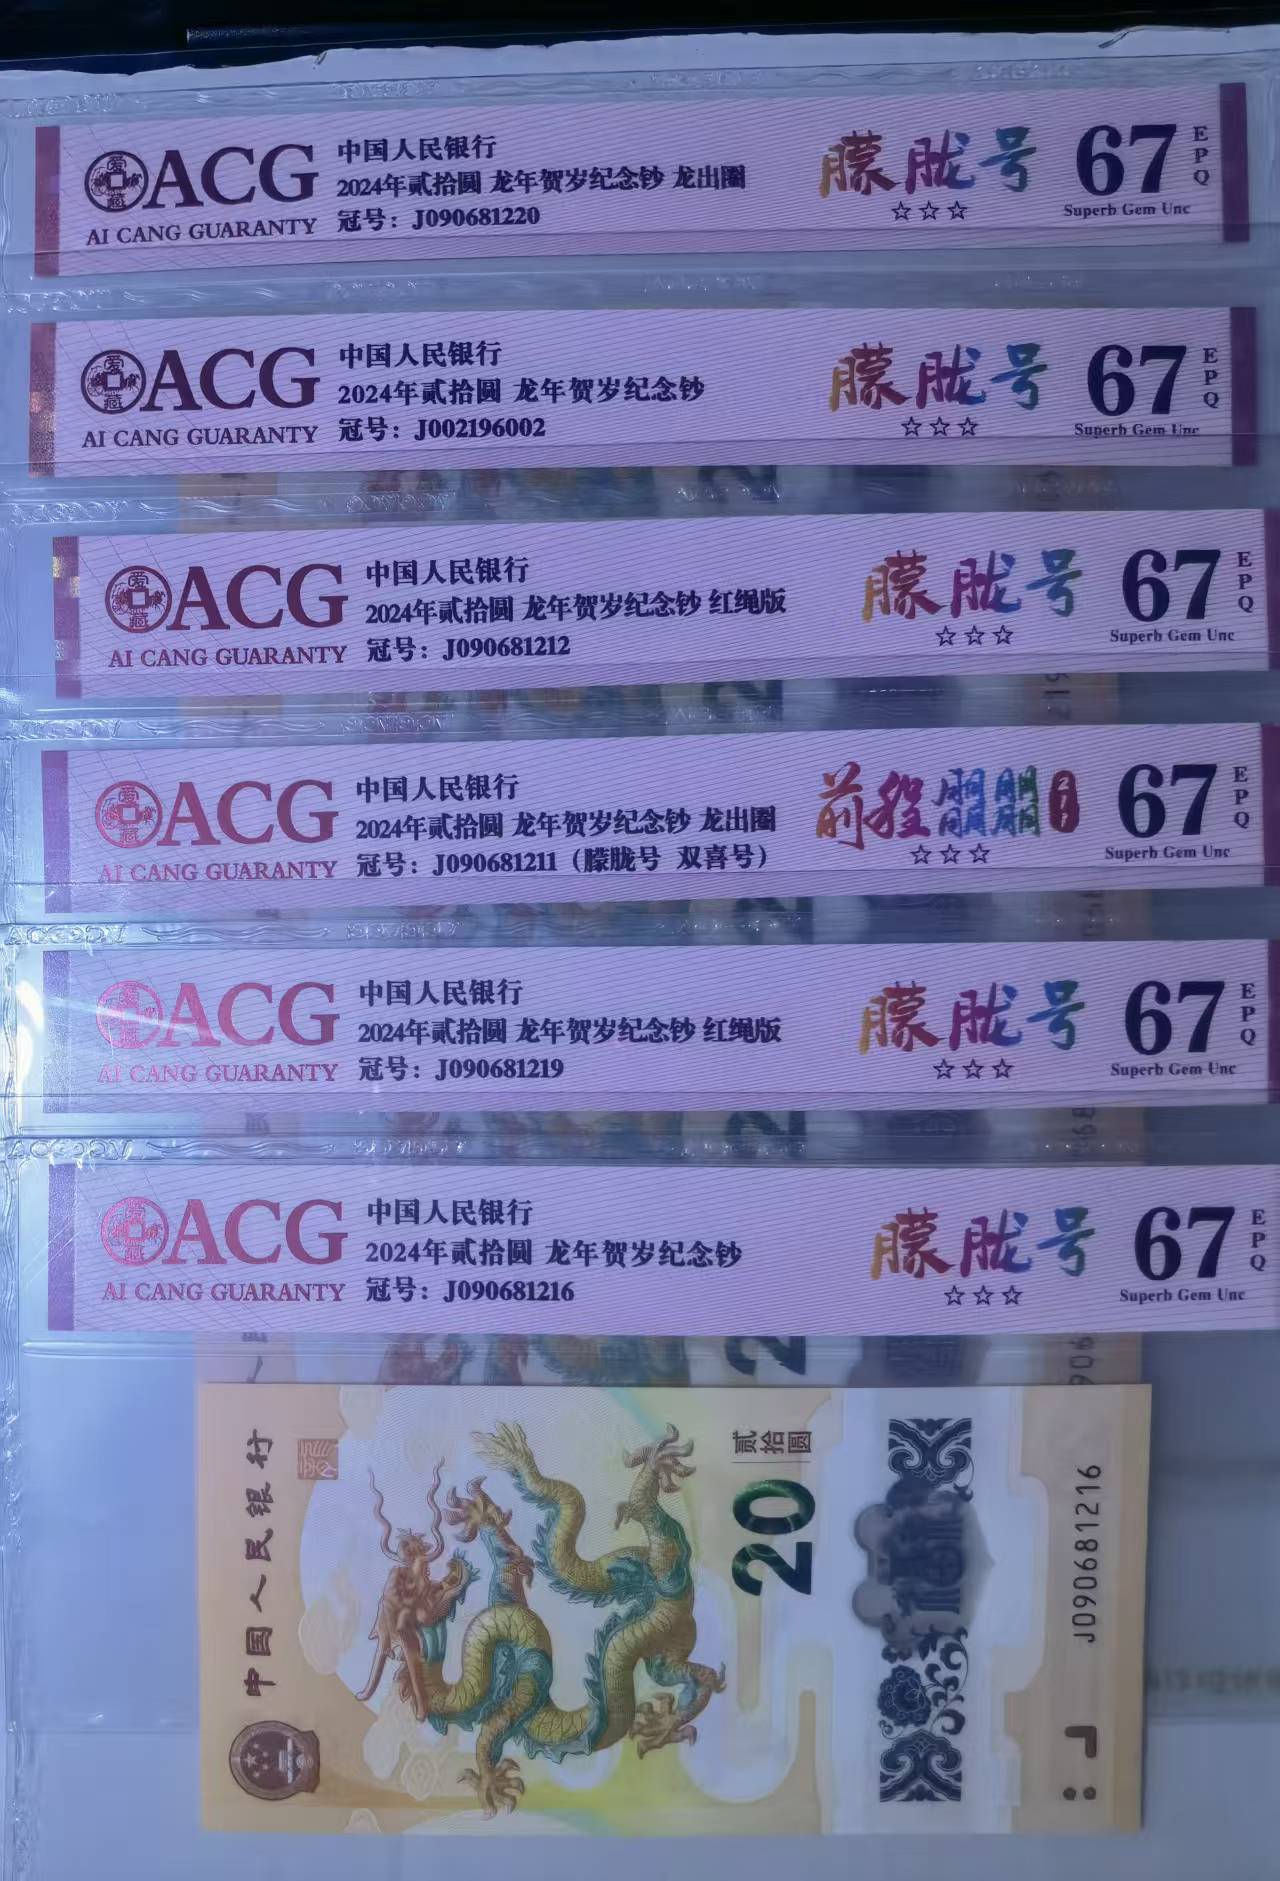 ACG
AI CANG GUARANTY
中国人民银行
2024年贰拾圆 龙年贺岁纪念钞 龙出圈
冠号：J090681220
朦胧号
☆☆☆
67
EPQ
Superb Gem Unc
ACG
AI CANG GUARANTY
中国人民银行
2024年贰拾圆 龙年贺岁纪念钞
冠号：J002196002
朦胧号
☆☆☆
67
EPQ
Superb Gem Unc
ACG
AI CANG GUARANTY
中国人民银行
2024年贰拾圆 龙年贺岁纪念钞 红绳版
冠号：J090681212
朦胧号
☆☆☆
67
EPQ
Superb Gem Unc
ACG
AI CANG GUARANTY
中国人民银行
2024年贰拾圆 龙年贺岁纪念钞 龙出圈
冠号：J090681211（朦胧号 双喜号）
前程朤朤
☆☆☆
67
EPQ
Superb Gem Unc
ACG
AI CANG GUARANTY
中国人民银行
2024年贰拾圆 龙年贺岁纪念钞 红绳版
冠号：J090681219
朦胧号
☆☆☆
67
EPQ
Superb Gem Unc
ACG
AI CANG GUARANTY
中国人民银行
2024年贰拾圆 龙年贺岁纪念钞
冠号：J090681216
朦胧号
☆☆☆
67
EPQ
Superb Gem Unc
中国人民银行
贰拾圆
20
J090681216